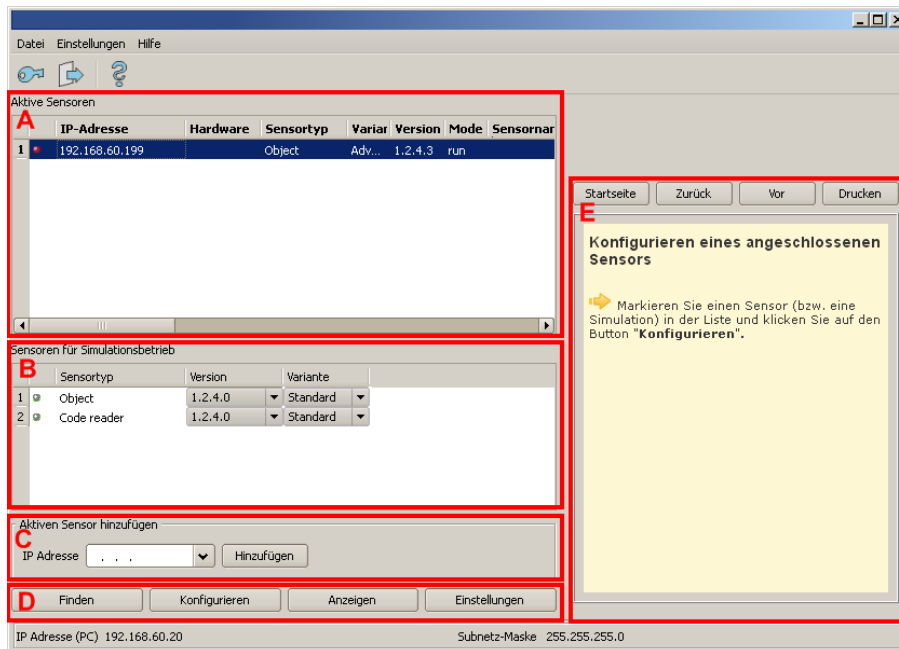 Datei Einstellungen Hilfe
Aktive Sensoren
A
IP-Adresse Hardware Sensortyp Variar Version Mode Sensornar
1 192.168.60.199 Object Adv... 1.2.4.3 run
Startseite Zurück Vor Drucken
E
Konfigurieren eines angeschlossenen
Sensors
Markieren Sie einen Sensor (bzw. eine
Simulation) in der Liste und klicken Sie auf den
Button "Konfigurieren".
Sensoren für Simulationsbetrieb
B
Sensortyp Version Variante
1 Object 1.2.4.0 Standard
2 Code reader 1.2.4.0 Standard
Aktiven Sensor hinzufügen
C
IP Adresse . . . Hinzufügen
D
Finden Konfigurieren Anzeigen Einstellungen
IP Adresse (PC) 192.168.60.20 Subnetz-Maske 255.255.255.0